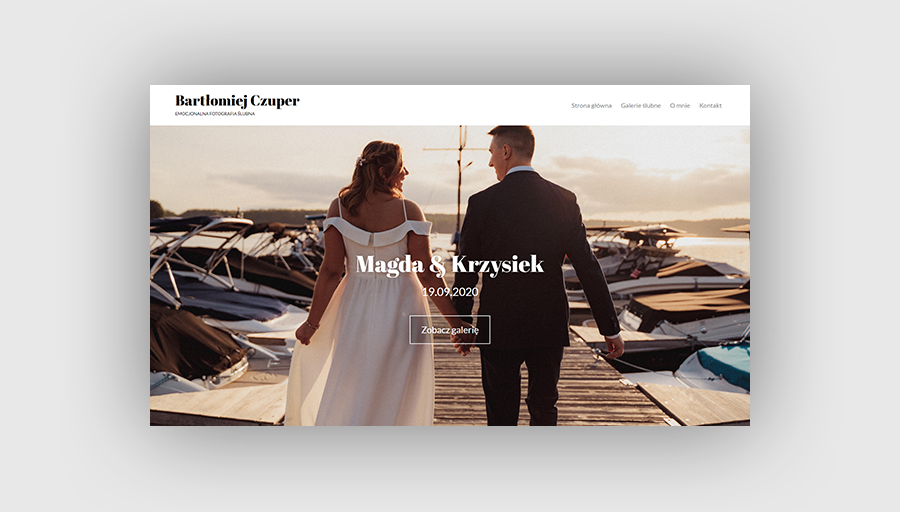 Bartłomiej Czuper
EMOCJONALNA FOTOGRAFIA ŚLUBNA
Strona główna Galerie ślubne O mnie Kontakt
Magda & Krzysiek
19.09.2020
Zobacz galerię